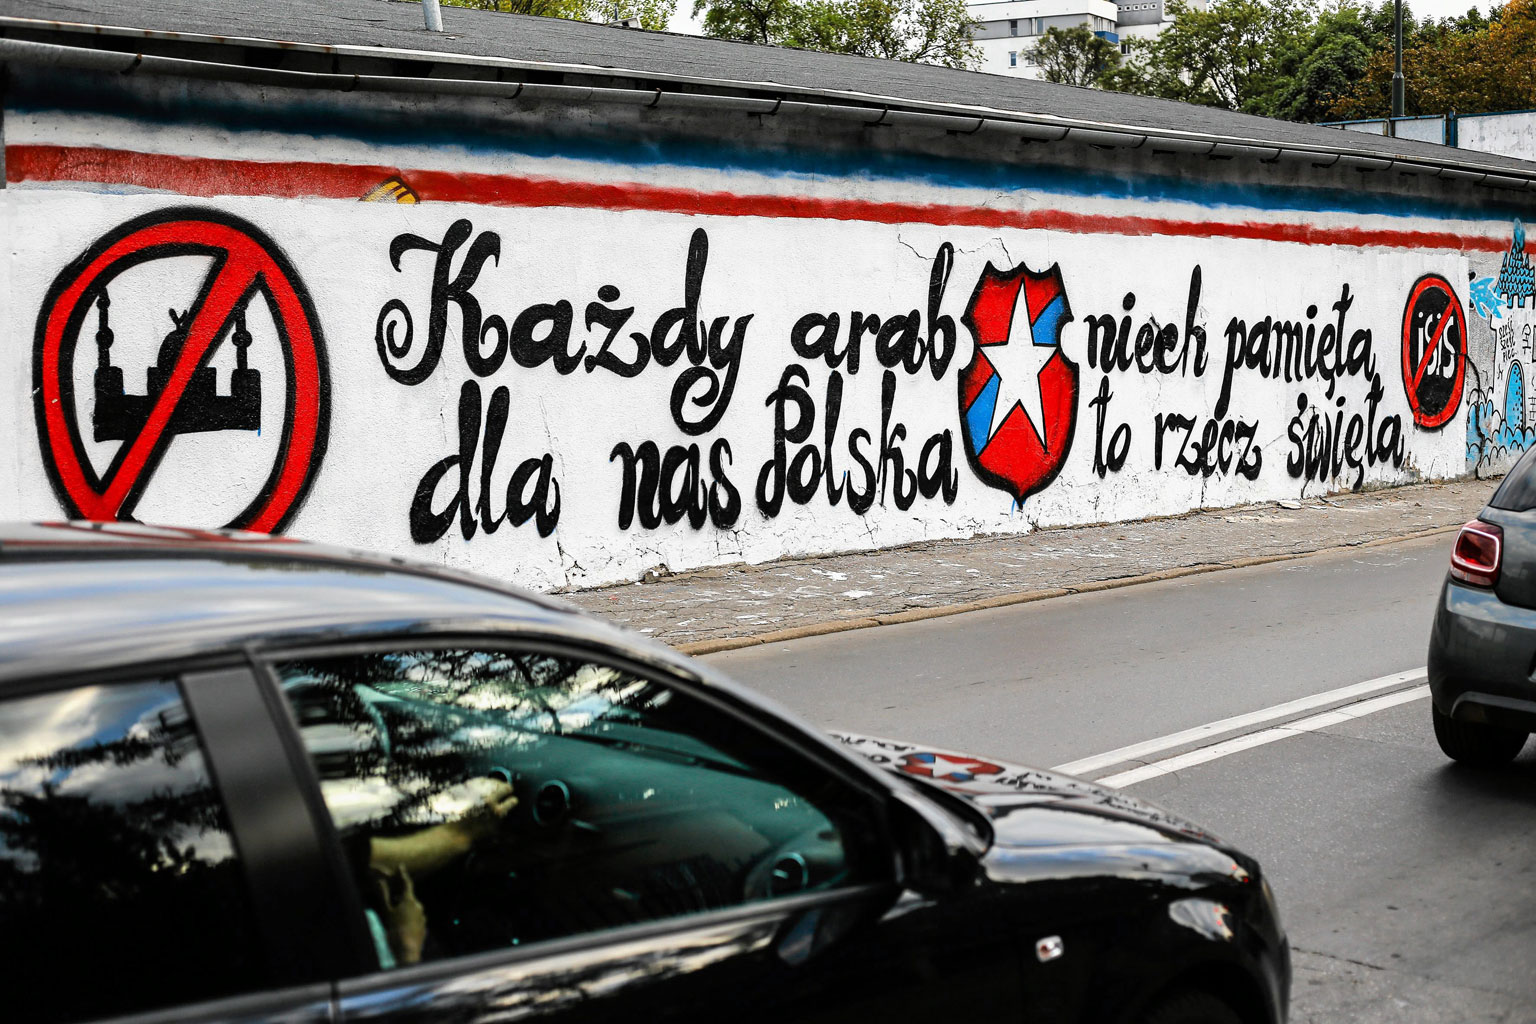 Każdy arab niech pamięta
dla nas Polska to rzecz święta
ISIS